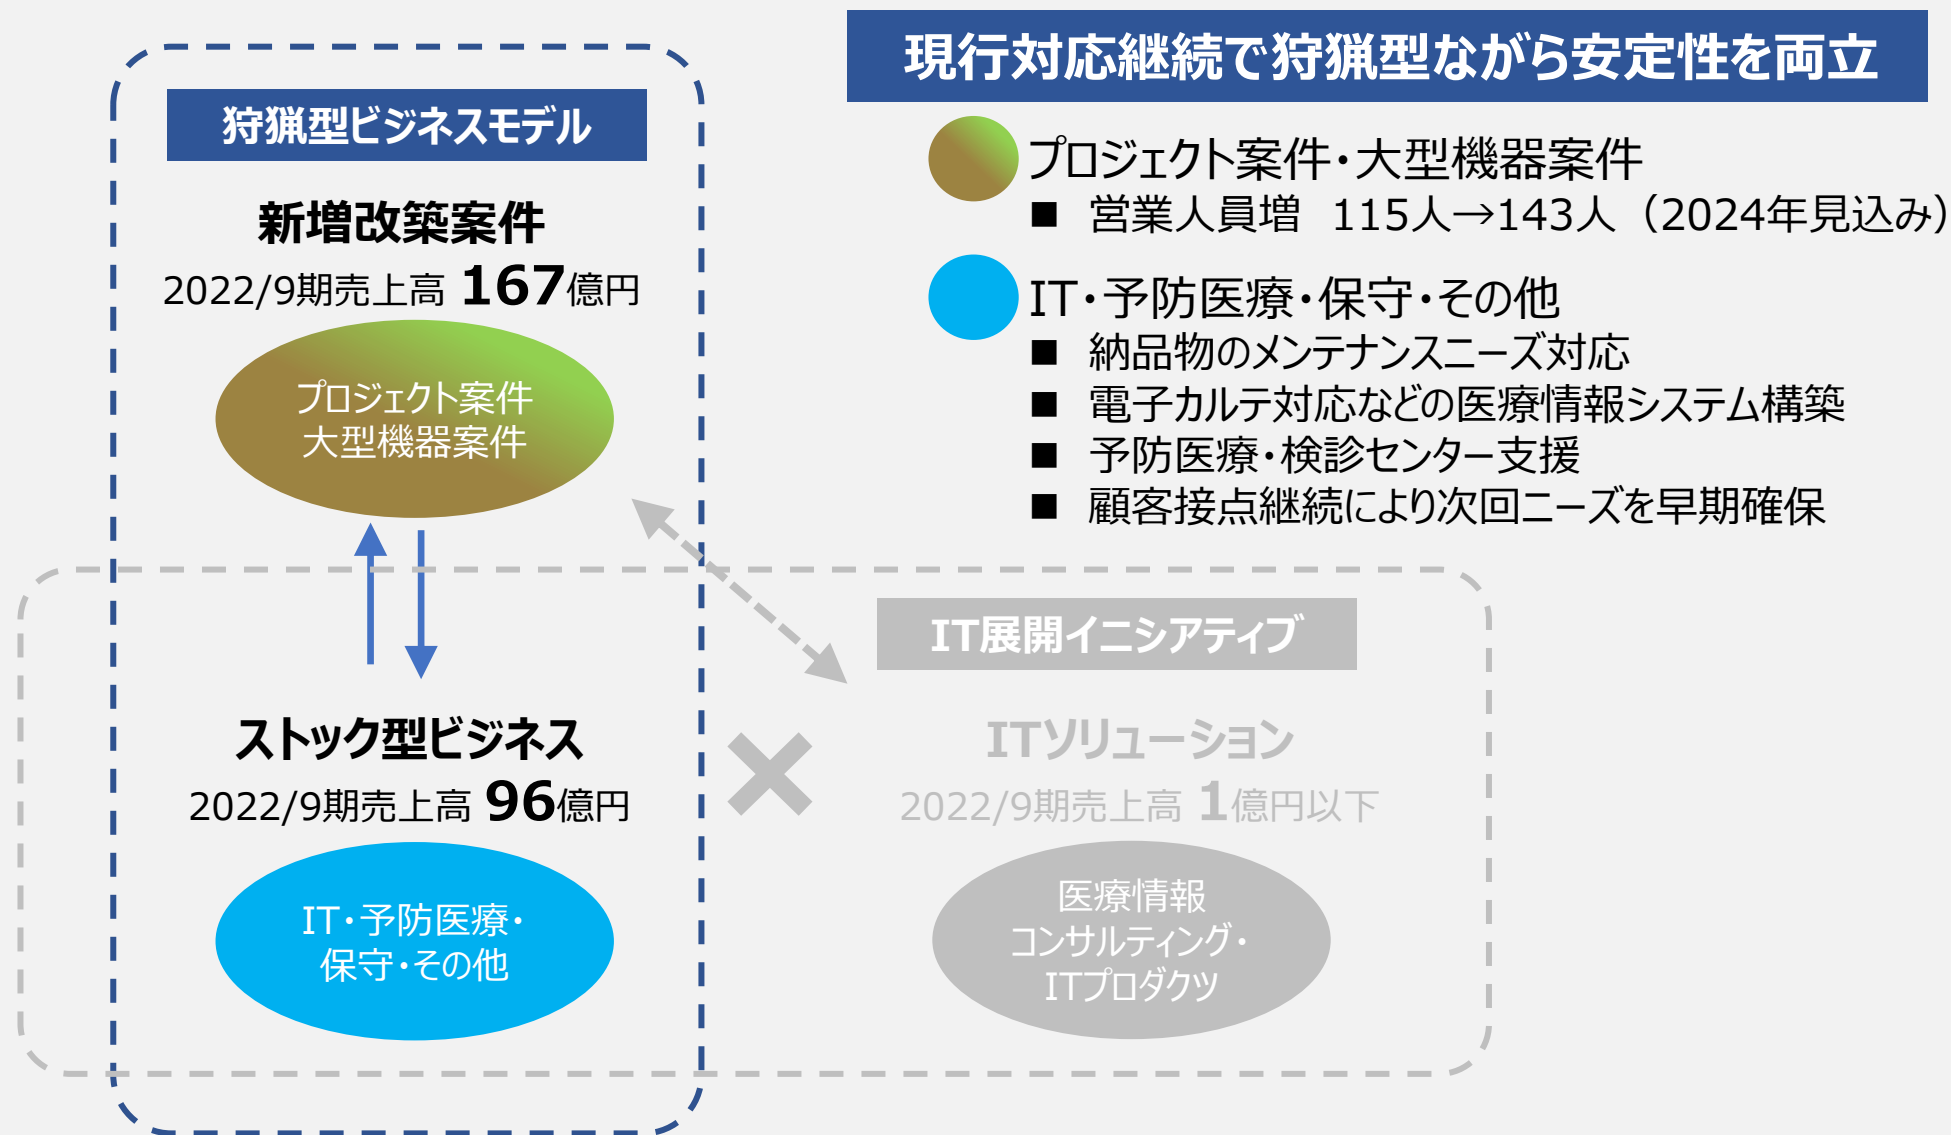 現行対応継続で狩猟型ながら安定性を両立
狩猟型ビジネスモデル
新増改築案件
2022/9期売上高 167億円
プロジェクト案件
大型機器案件
プロジェクト案件・大型機器案件
■ 営業人員増 115人→143人（2024年見込み）
IT・予防医療・保守・その他
■ 納品物のメンテナンスニーズ対応
■ 電子カルテ対応などの医療情報システム構築
■ 予防医療・検診センター支援
■ 顧客接点継続により次回ニーズを早期確保
ストック型ビジネス
2022/9期売上高 96億円
IT・予防医療・
保守・その他
IT展開イニシアティブ
ITソリューション
2022/9期売上高 1億円以下
医療情報
コンサルティング・
ITプロダクツ